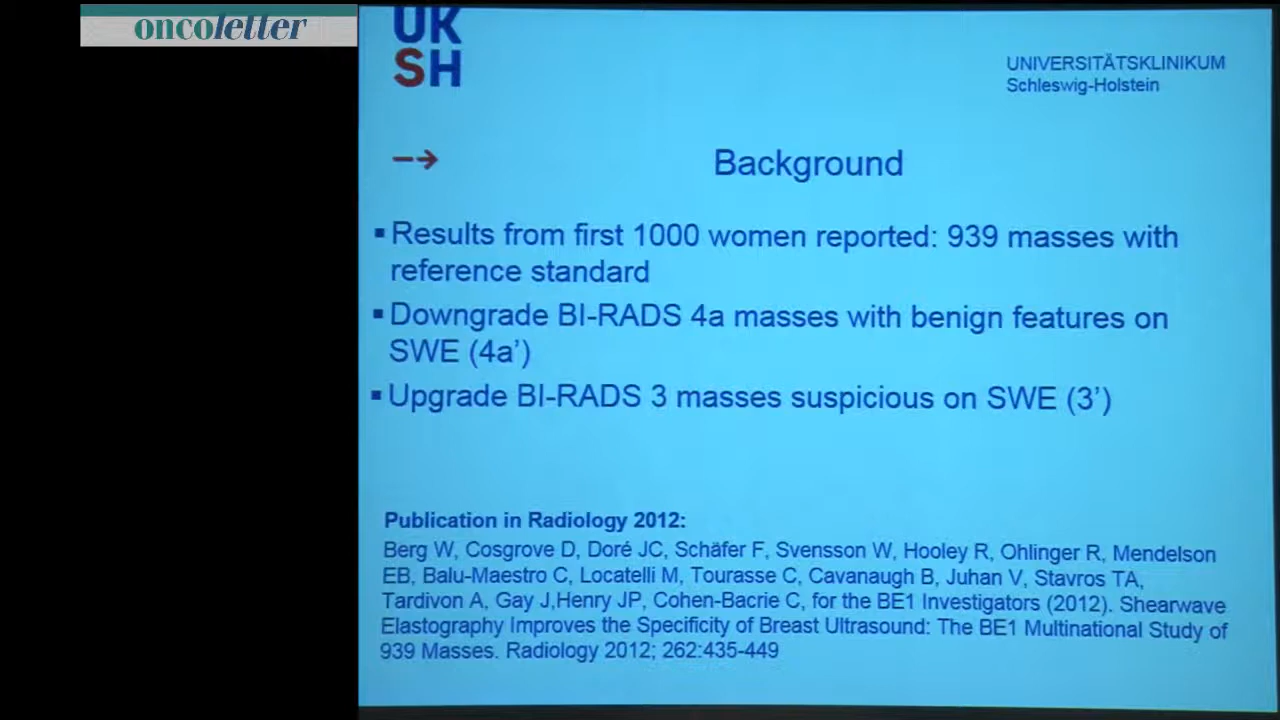 oncoletter
UK
SH
UNIVERSITÄTSKLINIKUM
Schleswig-Holstein
Background
▪ Results from first 1000 women reported: 939 masses with
reference standard
▪ Downgrade BI-RADS 4a masses with benign features on
SWE (4a’)
▪ Upgrade BI-RADS 3 masses suspicious on SWE (3’)
Publication in Radiology 2012:
Berg W, Cosgrove D, Doré JC, Schäfer F, Svensson W, Hooley R, Ohlinger R, Mendelson
EB, Balu-Maestro C, Locatelli M, Tourasse C, Cavanaugh B, Juhan V, Stavros TA,
Tardivon A, Gay J,Henry JP, Cohen-Bacrie C, for the BE1 Investigators (2012). Shearwave
Elastography Improves the Specificity of Breast Ultrasound: The BE1 Multinational Study of
939 Masses. Radiology 2012; 262:435-449